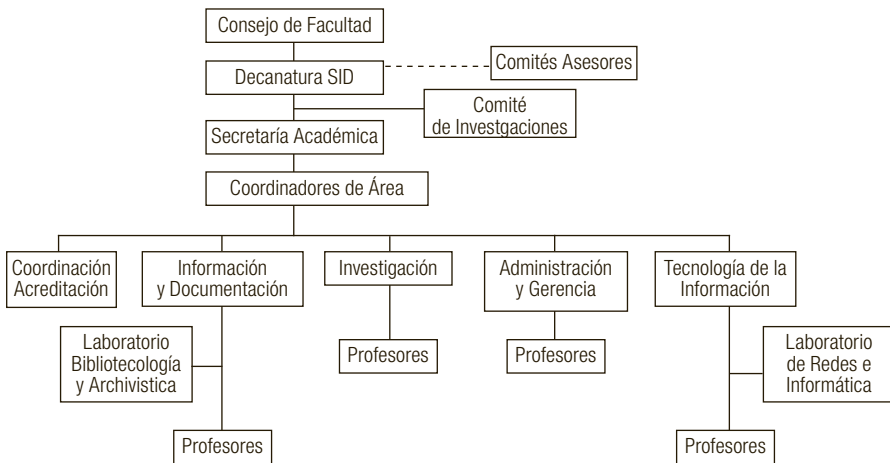 Consejo de Facultad
Decanatura SID
Comités Asesores
Comité
de Investgaciones
Secretaría Académica
Coordinadores de Área
Coordinación
Acreditación
Información
y Documentación
Investigación
Administración
y Gerencia
Tecnología de la
Información
Laboratorio
Bibliotecología
y Archivistica
Profesores
Profesores
Laboratorio
de Redes e
Informática
Profesores
Profesores